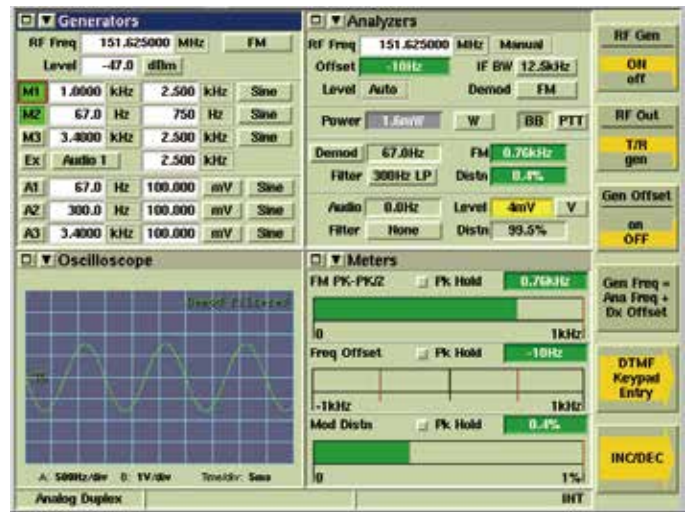 Generators
RF Freq 151.625000 MHz FM
Level -47.0 dBm
M1 1.0000 kHz 2.500 kHz Sine
M2 67.0 Hz 750 Hz Sine
M3 3.4000 kHz 2.500 kHz Sine
Ex Audio 1 2.500 kHz
A1 67.0 Hz 100.000 mV Sine
A2 300.0 Hz 100.000 mV Sine
A3 3.4000 kHz 100.000 mV Sine
Analyzers
RF Freq 151.625000 MHz Manual
Offset -10Hz IF BW 12.5kHz
Level Auto Demod FM
Power 1.6mW W BB PTT
Demod 67.0Hz FM 0.76kHz
Filter 300Hz LP Distn 0.4%
Audio 0.0Hz Level 4mV V
Filter None Distn 99.5%
Oscilloscope
Demod Filtered
A: 500Hz/div B: 1V/div Time/div: 5ms
Meters
FM PK-PK/2 Pk Hold 0.76kHz
0 1kHz
Freq Offset Pk Hold -10Hz
-1kHz 1kHz
Mod Distn Pk Hold 0.4%
0 1%
RF Gen
ON
off
RF Out
T/R
gen
Gen Offset
on
OFF
Gen Freq =
Ana Freq +
Dx Offset
DTMF
Keypad
Entry
INC/DEC
Analog Duplex INT